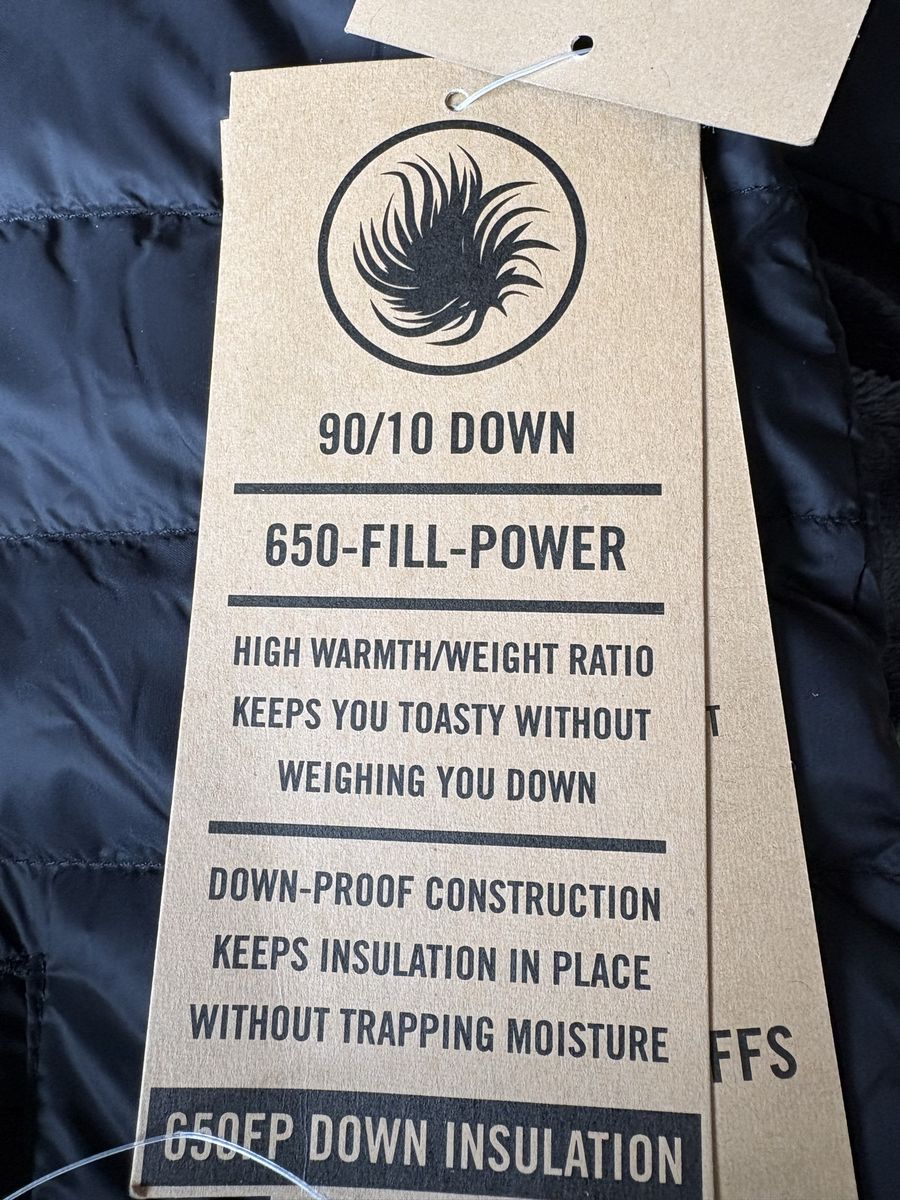 90/10 DOWN
650-FILL-POWER
HIGH WARMTH/WEIGHT RATIO
KEEPS YOU TOASTY WITHOUT
WEIGHING YOU DOWN
DOWN-PROOF CONSTRUCTION
KEEPS INSULATION IN PLACE
WITHOUT TRAPPING MOISTURE
650FP DOWN INSULATION